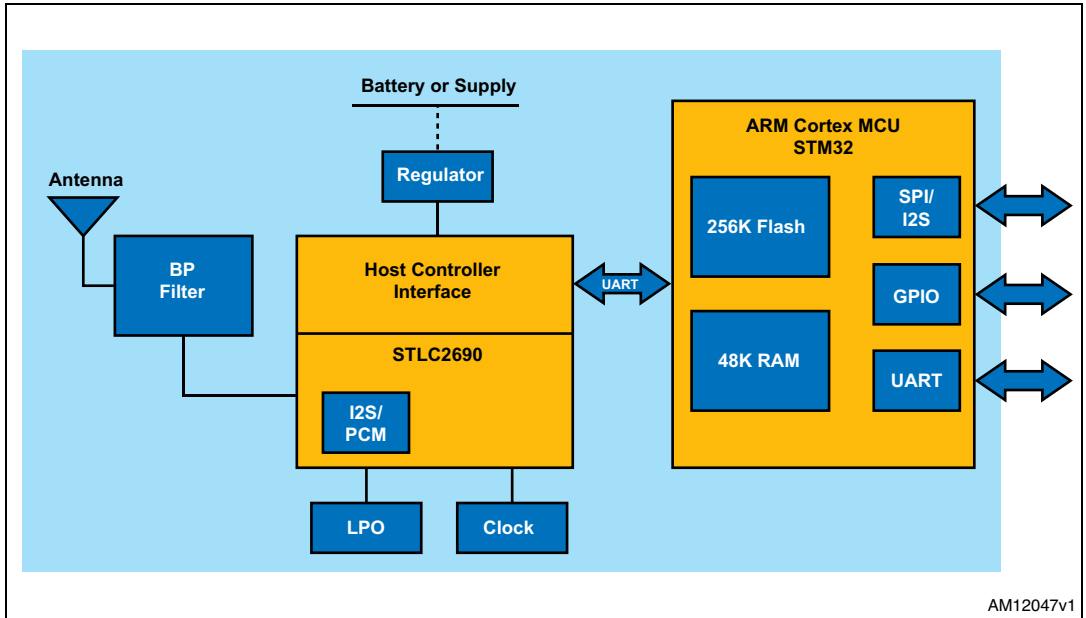 Battery or Supply
ARM Cortex MCU
STM32
Antenna
Regulator
256K Flash
SPI/
I2S
BP
Filter
Host Controller
Interface
UART
GPIO
STLC2690
48K RAM
UART
I2S/
PCM
LPO
Clock
AM12047v1